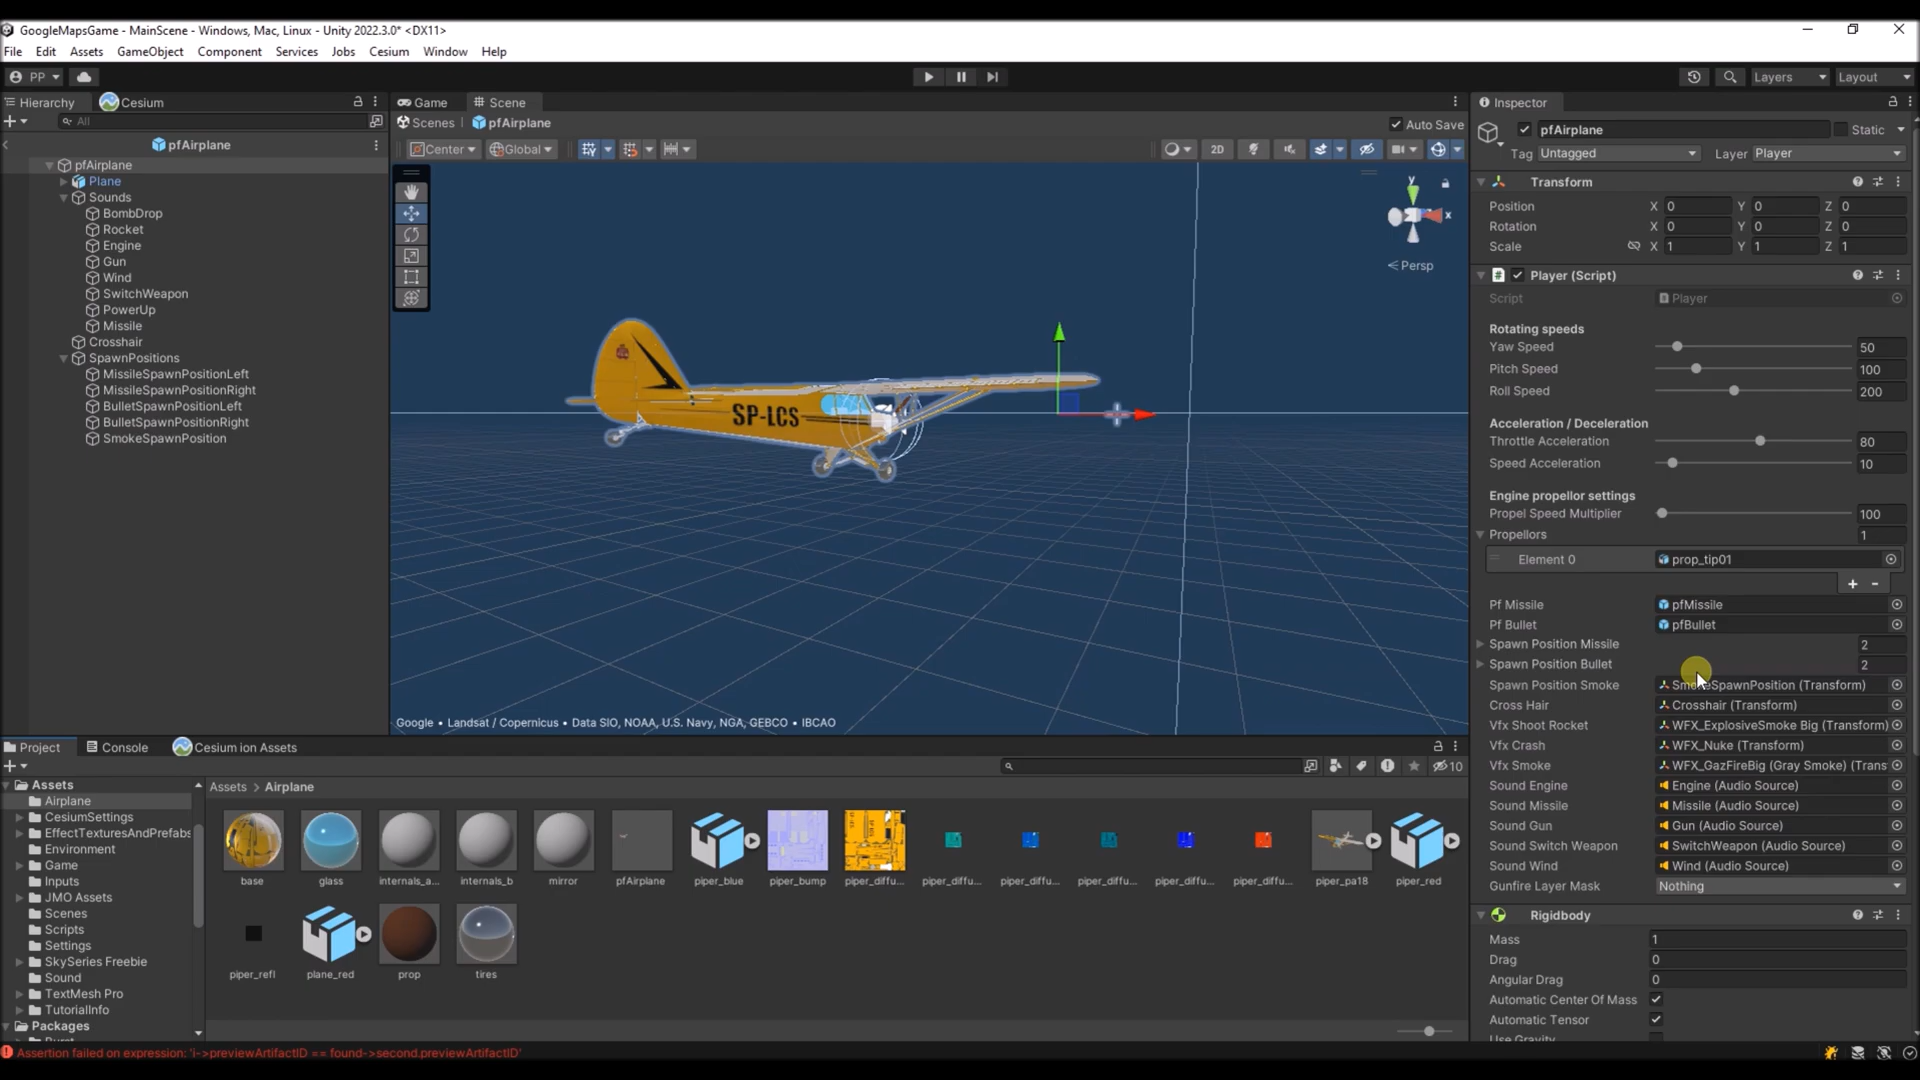 GoogleMapsGame - MainScene - Windows, Mac, Linux - Unity 2022.3.0* <DX11>
File Edit Assets GameObject Component Services Jobs Cesium Window Help
PP
Layers Layout
Hierarchy Cesium
All
pfAirplane
pfAirplane
Plane
Sounds
BombDrop
Rocket
Engine
Gun
Wind
SwitchWeapon
PowerUp
Missile
Crosshair
SpawnPositions
MissileSpawnPositionLeft
MissileSpawnPositionRight
BulletSpawnPositionLeft
BulletSpawnPositionRight
SmokeSpawnPosition
Game Scene
Scenes pfAirplane Auto Save
Center Global 2D
y
x
Persp
SP-LCS
Google • Landsat / Copernicus • Data SIO, NOAA, U.S. Navy, NGA, GEBCO • IBCAO
Inspector
pfAirplane Static
Tag Untagged Layer Player
Transform
Position X 0 Y 0 Z 0
Rotation X 0 Y 0 Z 0
Scale X 1 Y 1 Z 1
Player (Script)
Script Player
Rotating speeds
Yaw Speed 50
Pitch Speed 100
Roll Speed 200
Acceleration / Deceleration
Throttle Acceleration 80
Speed Acceleration 10
Engine propellor settings
Propel Speed Multiplier 100
Propellors 1
Element 0 prop_tip01
+ -
Pf Missile pfMissile
Pf Bullet pfBullet
Spawn Position Missile 2
Spawn Position Bullet 2
Spawn Position Smoke SmokeSpawnPosition (Transform)
Cross Hair Crosshair (Transform)
Vfx Shoot Rocket WFX_ExplosiveSmoke Big (Transform)
Vfx Crash WFX_Nuke (Transform)
Vfx Smoke WFX_GazFireBig (Gray Smoke) (Trans
Sound Engine Engine (Audio Source)
Sound Missile Missile (Audio Source)
Sound Gun Gun (Audio Source)
Sound Switch Weapon SwitchWeapon (Audio Source)
Sound Wind Wind (Audio Source)
Gunfire Layer Mask Nothing
Rigidbody
Mass 1
Drag 0
Angular Drag 0
Automatic Center Of Mass
Automatic Tensor
Use Gravity
Project Console Cesium ion Assets
10
Assets
Airplane
CesiumSettings
EffectTexturesAndPrefabs
Environment
Game
Inputs
JMO Assets
Scenes
Scripts
Settings
SkySeries Freebie
Sound
TextMesh Pro
TutorialInfo
Packages
Burst
Assets > Airplane
base glass internals_a... internals_b mirror pfAirplane piper_blue piper_bump piper_diffu... piper_diffu... piper_diffu... piper_diffu... piper_diffu... piper_diffu... piper_pa18 piper_red
piper_refl plane_red prop tires
Assertion failed on expression: 'i->previewArtifactID == found->second.previewArtifactID'